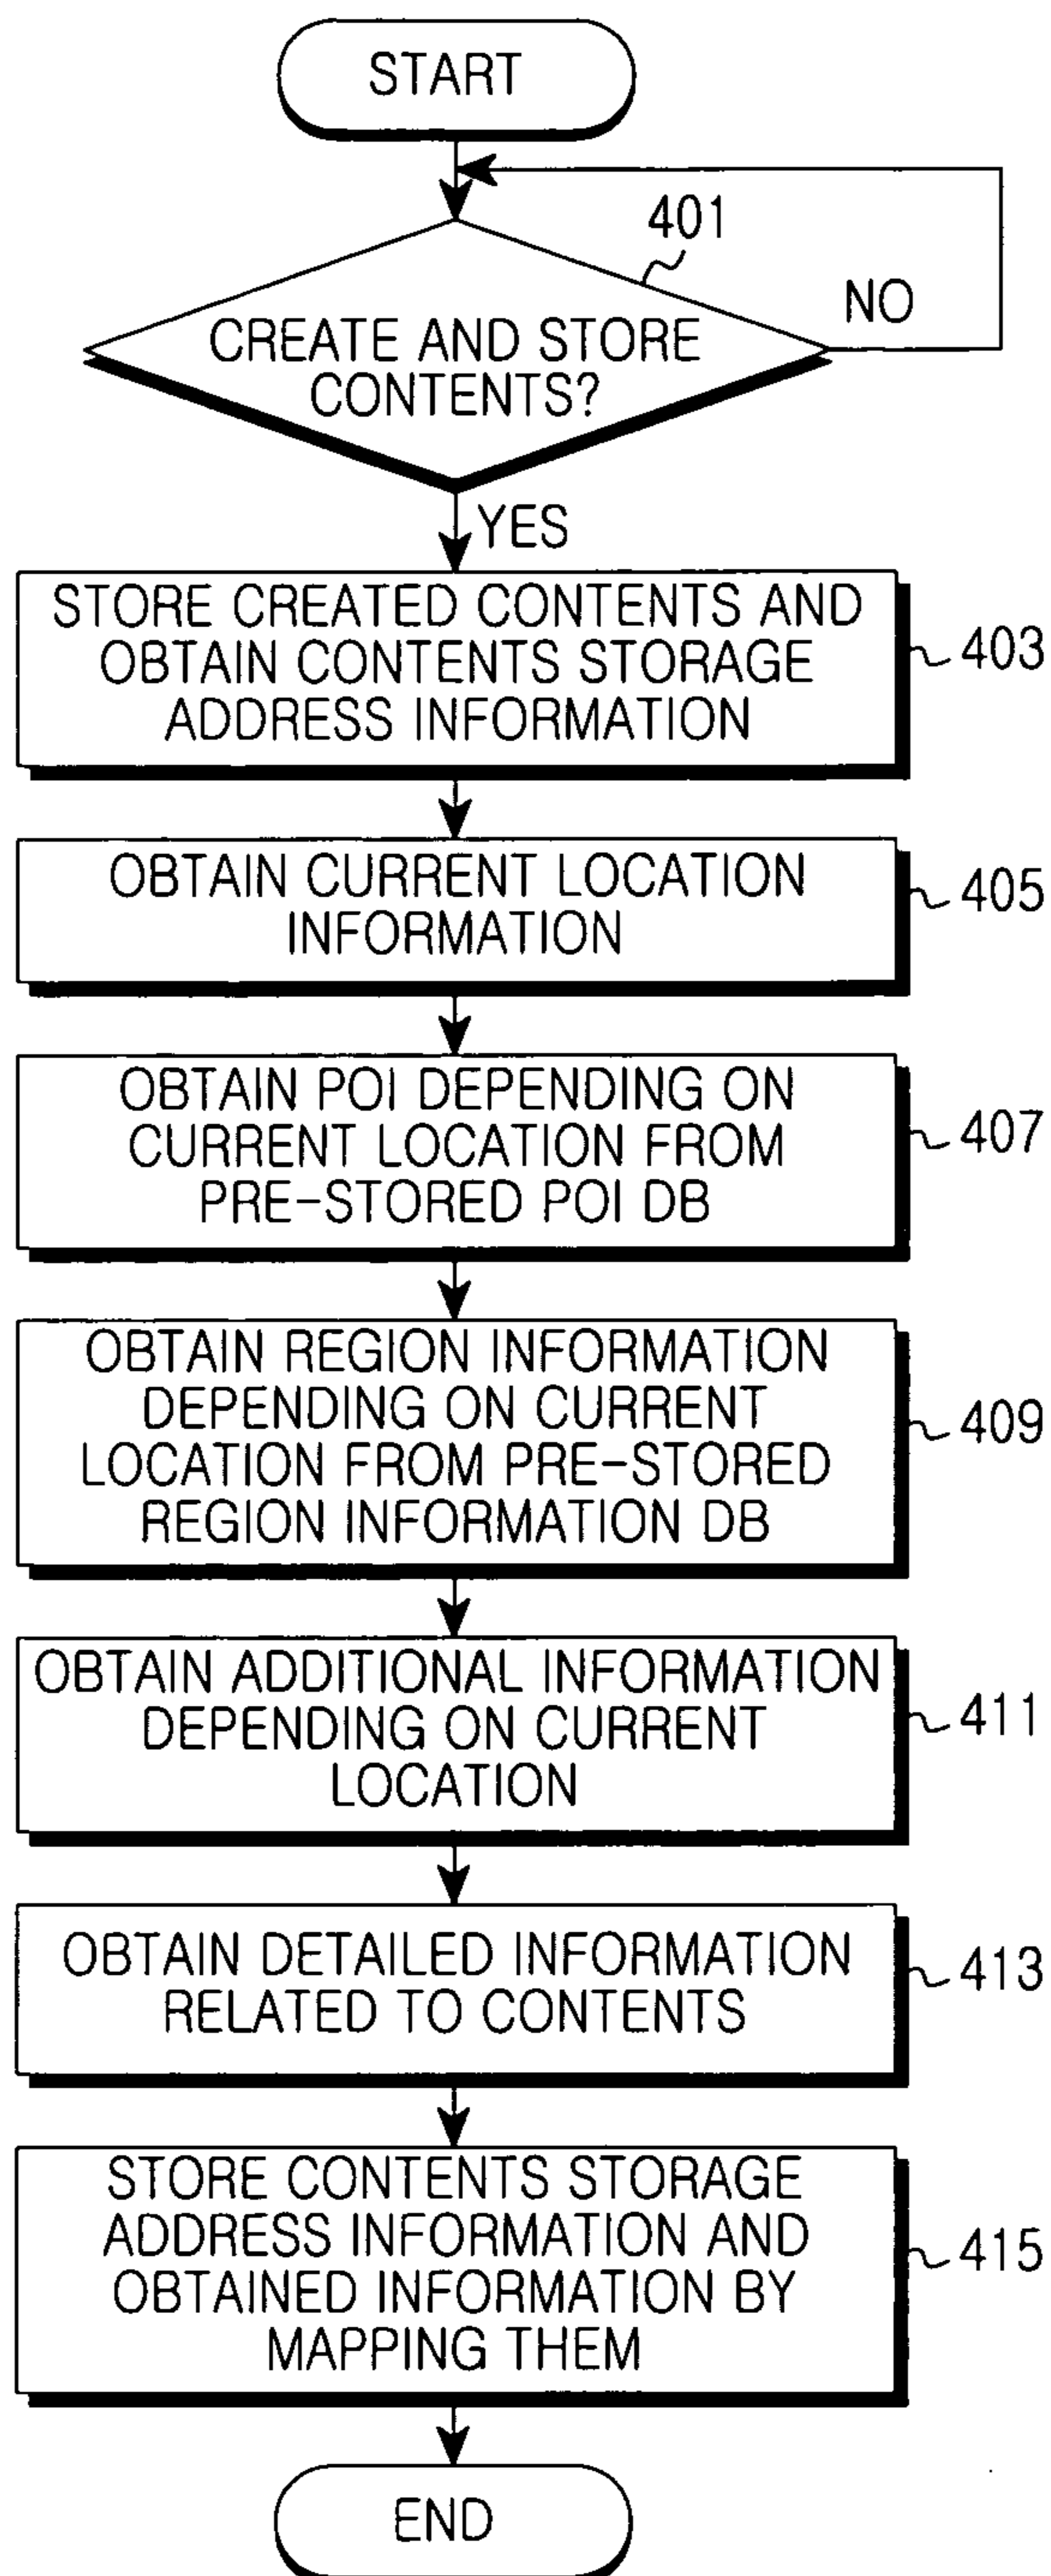 START
401
NO
CREATE AND STORE
CONTENTS?
YES
STORE CREATED CONTENTS AND
OBTAIN CONTENTS STORAGE
ADDRESS INFORMATION
403
OBTAIN CURRENT LOCATION
INFORMATION
405
OBTAIN POI DEPENDING ON
CURRENT LOCATION FROM
PRE-STORED POI DB
407
OBTAIN REGION INFORMATION
DEPENDING ON CURRENT
LOCATION FROM PRE-STORED
REGION INFORMATION DB
409
OBTAIN ADDITIONAL INFORMATION
DEPENDING ON CURRENT
LOCATION
411
OBTAIN DETAILED INFORMATION
RELATED TO CONTENTS
413
STORE CONTENTS STORAGE
ADDRESS INFORMATION AND
OBTAINED INFORMATION BY
MAPPING THEM
415
END